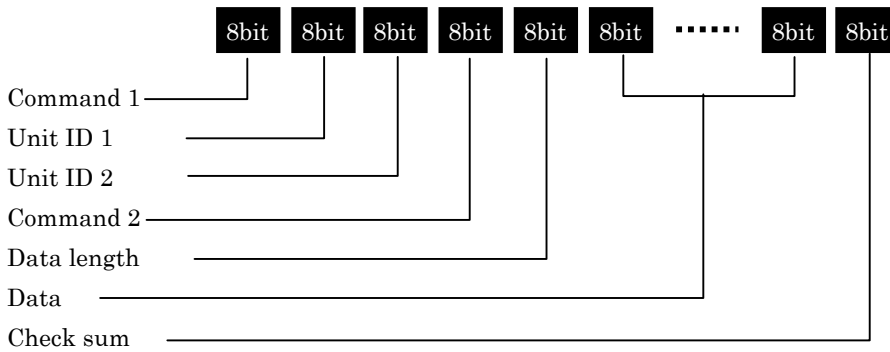 8bit 8bit 8bit 8bit 8bit 8bit 8bit 8bit
Command 1
Unit ID 1
Unit ID 2
Command 2
Data length
Data
Check sum